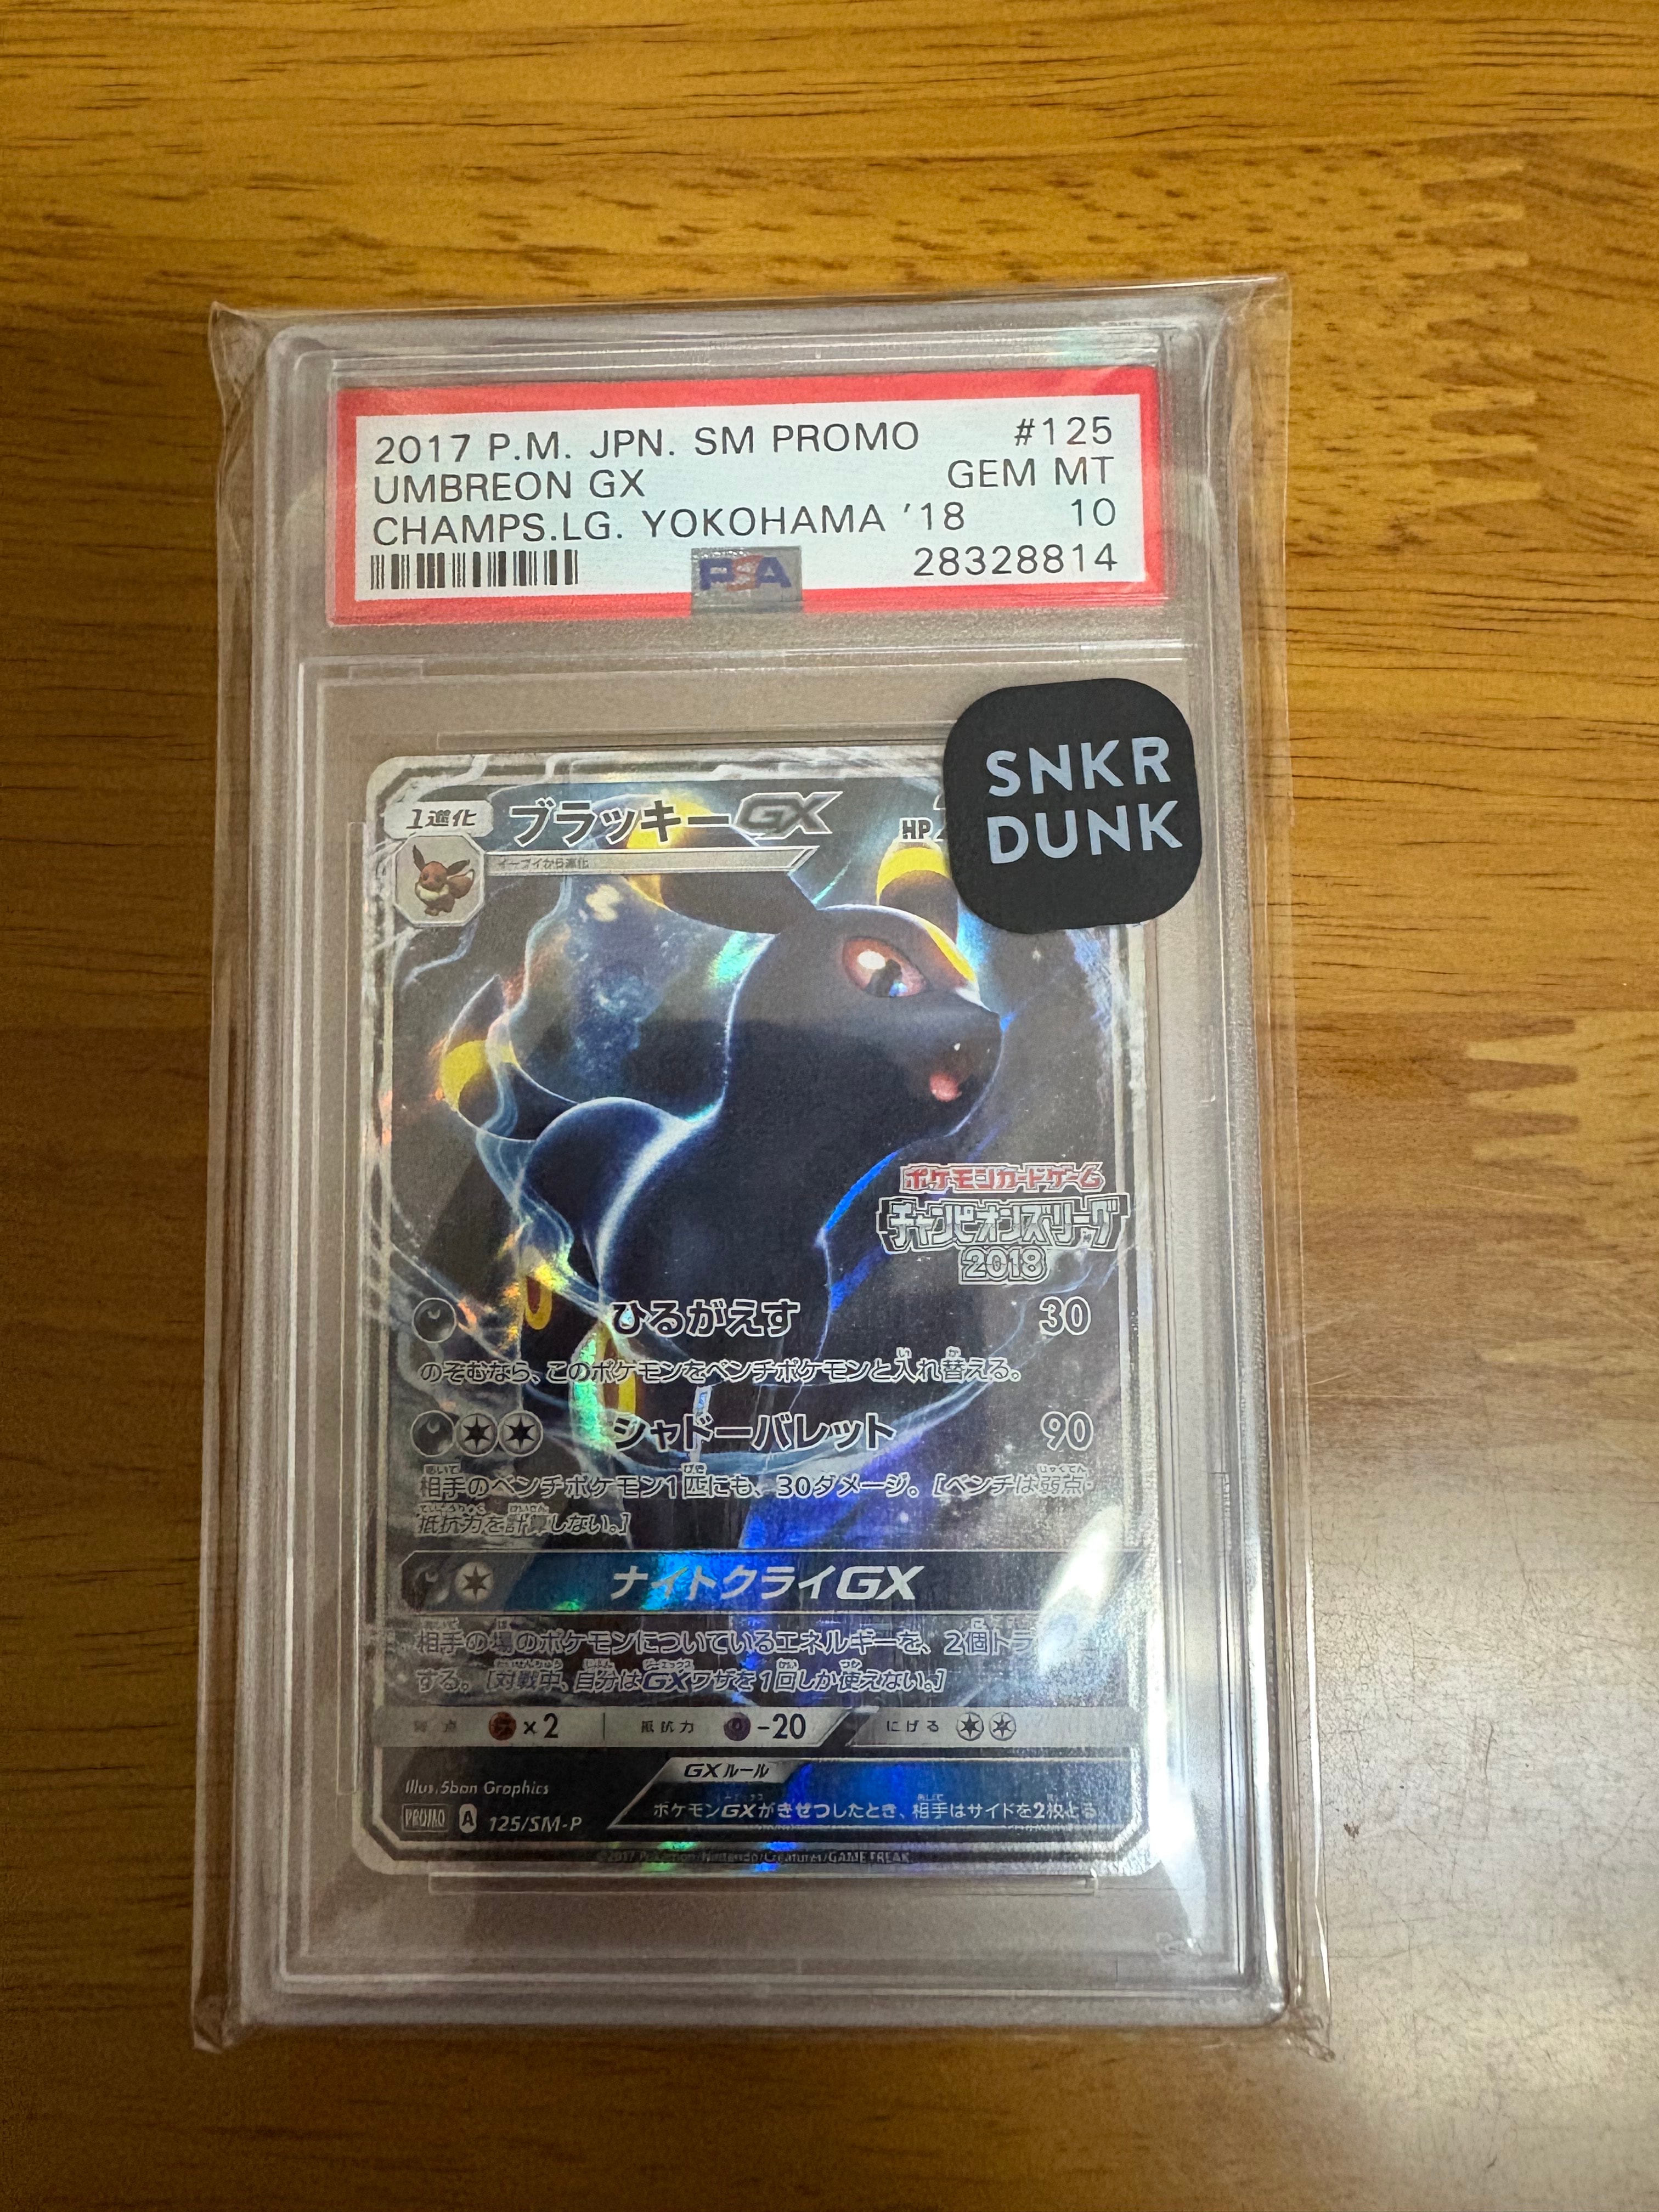 2017 P.M. JPN. SM PROMO #125
UMBREON GX GEM MT
CHAMPS.LG. YOKOHAMA '18 10
PSA 28328814
SNKR
DUNK
1進化 ブラッキーGX HP
イーブイから進化
ポケモンカードゲーム
チャンピオンズリーグ
2018
ひるがえす 30
のぞむなら、このポケモンをベンチポケモンと入れ替える。
シャドーバレット 90
相手のベンチポケモン1匹にも、30ダメージ。[ベンチは弱点・
抵抗力を計算しない。]
ナイトクライGX
相手の場のポケモンについているエネルギーを、2個
する。[対戦中、自分はGXワザを1回しか使えない。]
弱点 ×2 抵抗力 -20 にげる
GXルール
Illus.5ban Graphics
ポケモンGXがきぜつしたとき、相手はサイドを2枚とる
PROMO A 125/SM-P
©2017 Pokémon/Nintendo/Creatures/GAME FREAK.